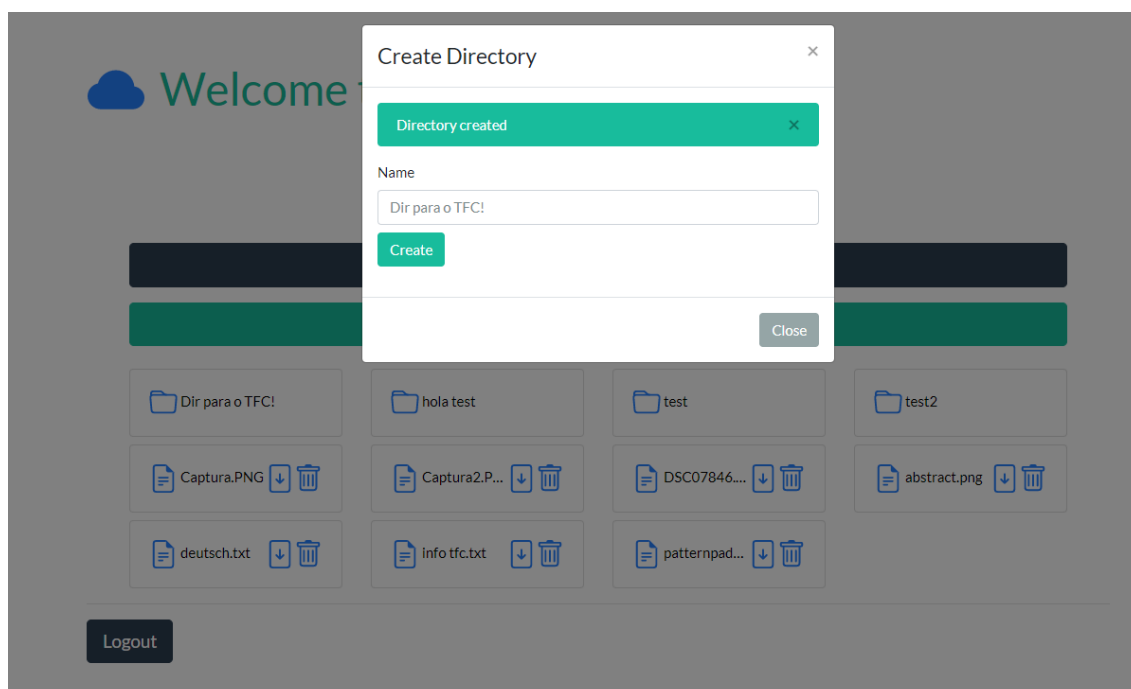 Create Directory ×
Welcome
Directory created ×
Name
Dir para o TFC!
Create
Close
Dir para o TFC! hola test test test2
Captura.PNG Captura2.P... DSC07846.... abstract.png
deutsch.txt info tfc.txt patternpad...
Logout